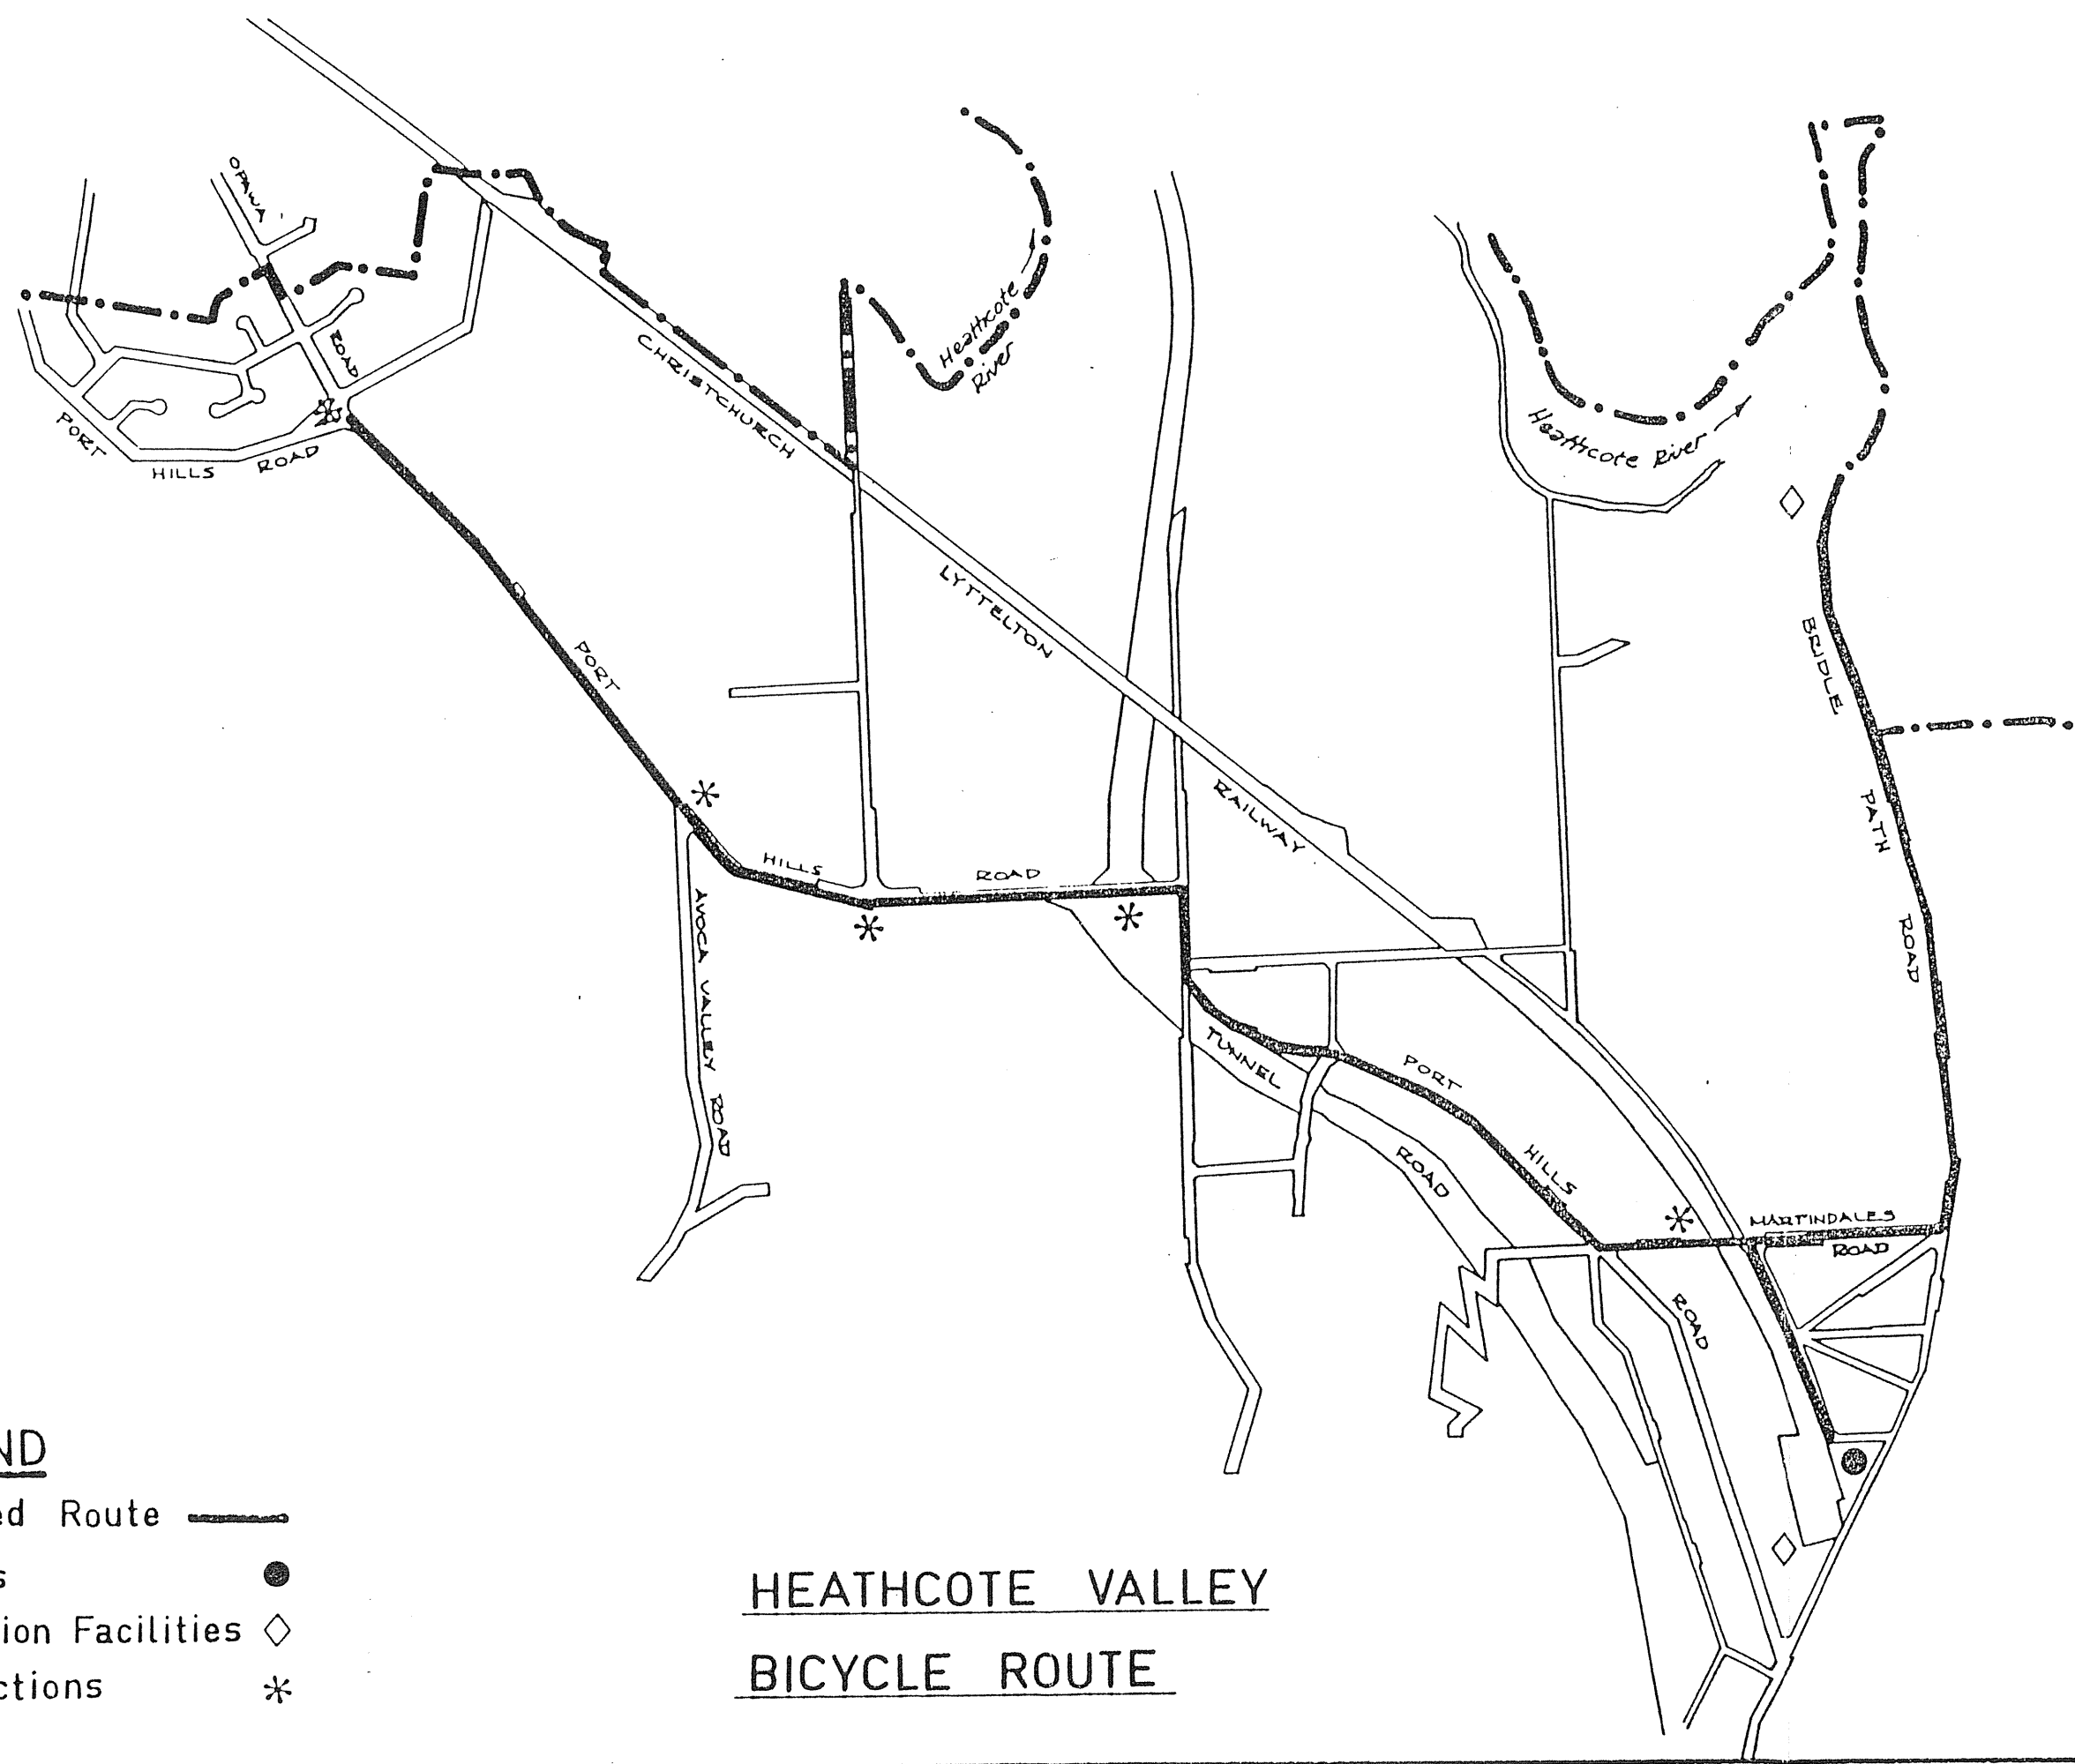 OPAWA
ROAD
PORT
HILLS
ROAD
CHRISTCHURCH
LYTTELTON
RAILWAY
Heathcote
River
Heathcote River
PORT
HILLS
ROAD
AVOCA VALLEY ROAD
TUNNEL
ROAD
PORT
HILLS
ROAD
BRIDLE
PATH
ROAD
MARTINDALES
ROAD
ND
ed Route
s
ion Facilities
ctions
HEATHCOTE VALLEY
BICYCLE ROUTE